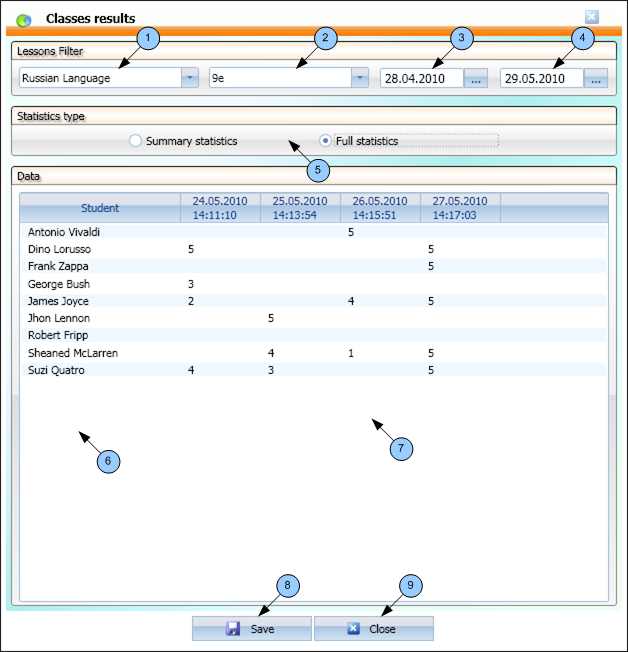 Classes results
1 2 3 4
Lessons Filter
Russian Language 9e 28.04.2010 ... 29.05.2010 ...
Statistics type
Summary statistics Full statistics
5
Data
Student 24.05.2010 14:11:10 25.05.2010 14:13:54 26.05.2010 14:15:51 27.05.2010 14:17:03
Antonio Vivaldi 5
Dino Lorusso 5 5
Frank Zappa 5
George Bush 3
James Joyce 2 4 5
Jhon Lennon 5
Robert Fripp
Sheaned McLarren 4 1 5
Suzi Quatro 4 3 5
6 7
8 9
Save Close